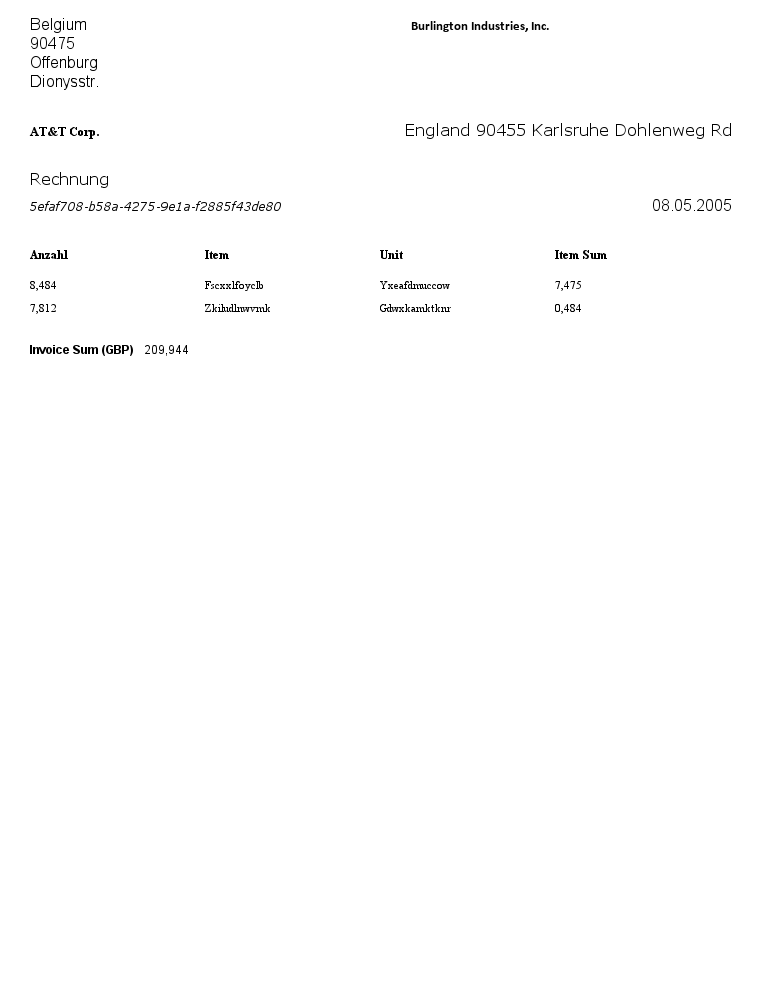 Belgium
90475
Offenburg
Dionysstr.
Burlington Industries, Inc.
AT&T Corp.
England 90455 Karlsruhe Dohlenweg Rd
Rechnung
5efaf708-b58a-4275-9e1a-f2885f43de80 08.05.2005
Anzahl Item Unit Item Sum
8,484 Fscxxlfoyclb Yxeafdmuccow 7,475
7,812 Zkiludlnwvmk Gdwxkamktknr 0,484
Invoice Sum (GBP) 209,944